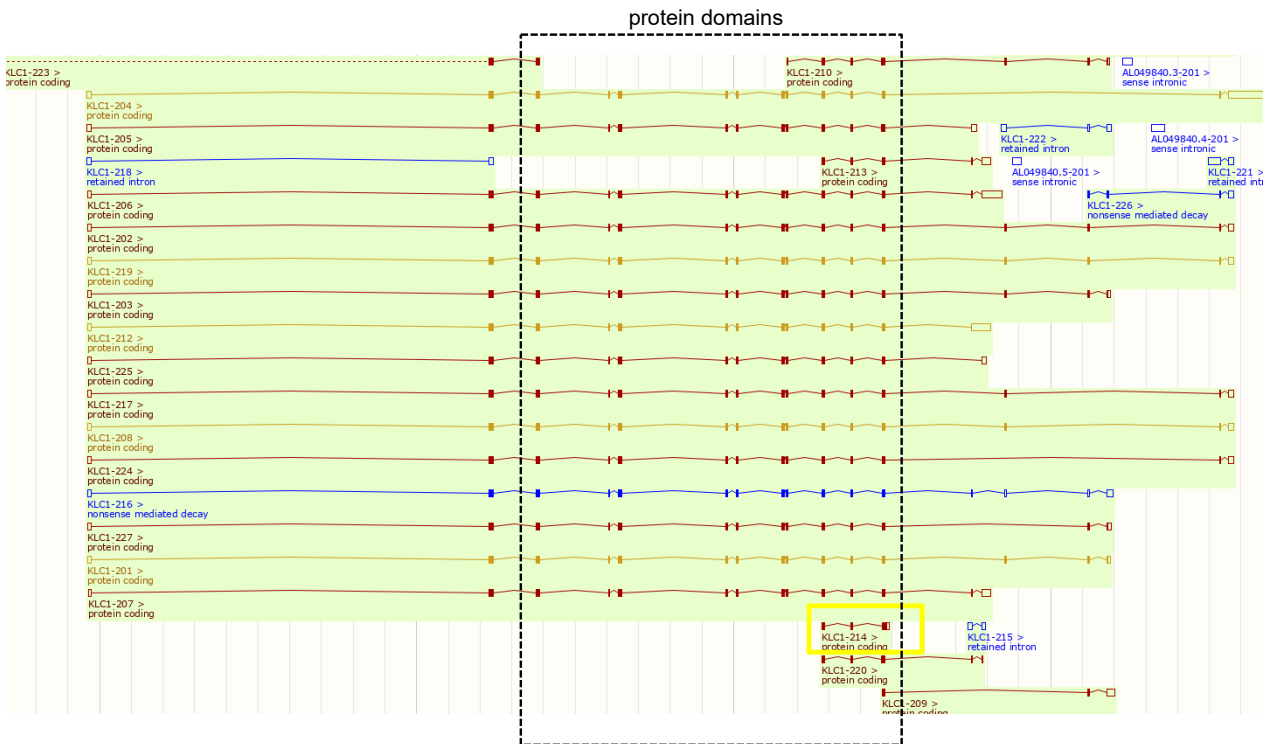 protein domains
KLC1-223 >
protein coding
KLC1-210 >
protein coding
AL049840.3-201 >
sense intronic
KLC1-204 >
protein coding
KLC1-205 >
protein coding
KLC1-222 >
retained intron
AL049840.4-201 >
sense intronic
KLC1-218 >
retained intron
KLC1-213 >
protein coding
AL049840.5-201 >
sense intronic
KLC1-221 >
retained int
KLC1-206 >
protein coding
KLC1-226 >
nonsense mediated decay
KLC1-202 >
protein coding
KLC1-219 >
protein coding
KLC1-203 >
protein coding
KLC1-212 >
protein coding
KLC1-225 >
protein coding
KLC1-217 >
protein coding
KLC1-208 >
protein coding
KLC1-224 >
protein coding
KLC1-216 >
nonsense mediated decay
KLC1-227 >
protein coding
KLC1-201 >
protein coding
KLC1-207 >
protein coding
KLC1-214 >
protein coding
KLC1-215 >
retained intron
KLC1-220 >
protein coding
KLC1-209 >
protein coding